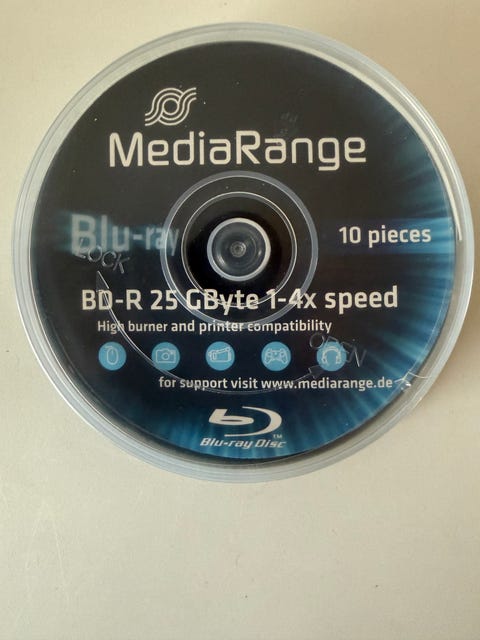 MediaRange
Blu-ray
10 pieces
LOCK
BD-R 25 GByte 1-4x speed
High burner and printer compatibility
OPEN
for support visit www.mediarange.de
Blu-ray Disc
TM